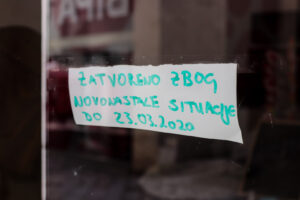 ZATVORENO ZBOG
NOVONASTALE SITUACIJE
DO 23.03.2020